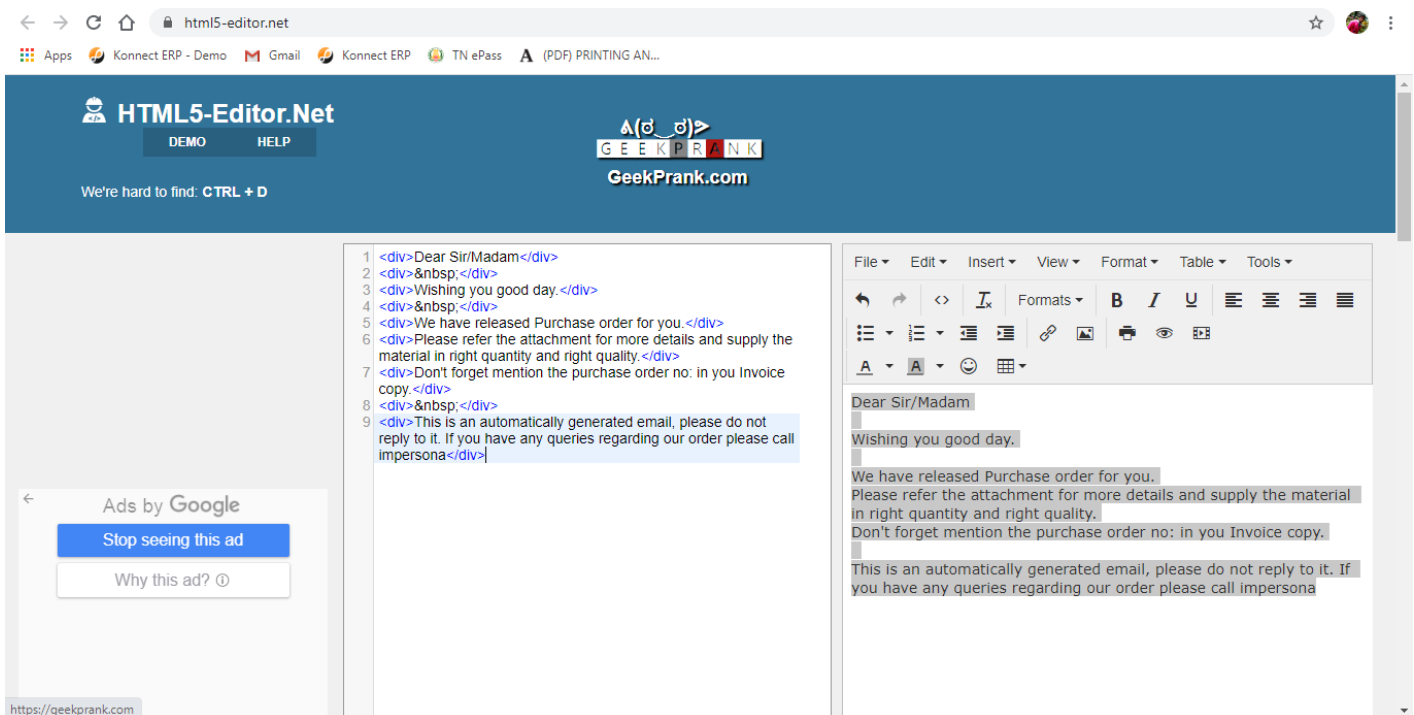 html5-editor.net
Apps Konnect ERP - Demo Gmail Konnect ERP TN ePass A (PDF) PRINTING AN...
HTML5-Editor.Net
DEMO HELP
We're hard to find: CTRL + D
GEEKPRANK
GeekPrank.com
1 <div>Dear Sir/Madam</div>
2 <div>&nbsp;</div>
3 <div>Wishing you good day.</div>
4 <div>&nbsp;</div>
5 <div>We have released Purchase order for you.</div>
6 <div>Please refer the attachment for more details and supply the
material in right quantity and right quality.</div>
7 <div>Don't forget mention the purchase order no: in you Invoice
copy.</div>
8 <div>&nbsp;</div>
9 <div>This is an automatically generated email, please do not
reply to it. If you have any queries regarding our order please call
impersona</div>
File Edit Insert View Format Table Tools
Formats B I U
A A
Dear Sir/Madam
Wishing you good day.
We have released Purchase order for you.
Please refer the attachment for more details and supply the material
in right quantity and right quality.
Don't forget mention the purchase order no: in you Invoice copy.
This is an automatically generated email, please do not reply to it. If
you have any queries regarding our order please call impersona
Ads by Google
Stop seeing this ad
Why this ad?
https://geekprank.com